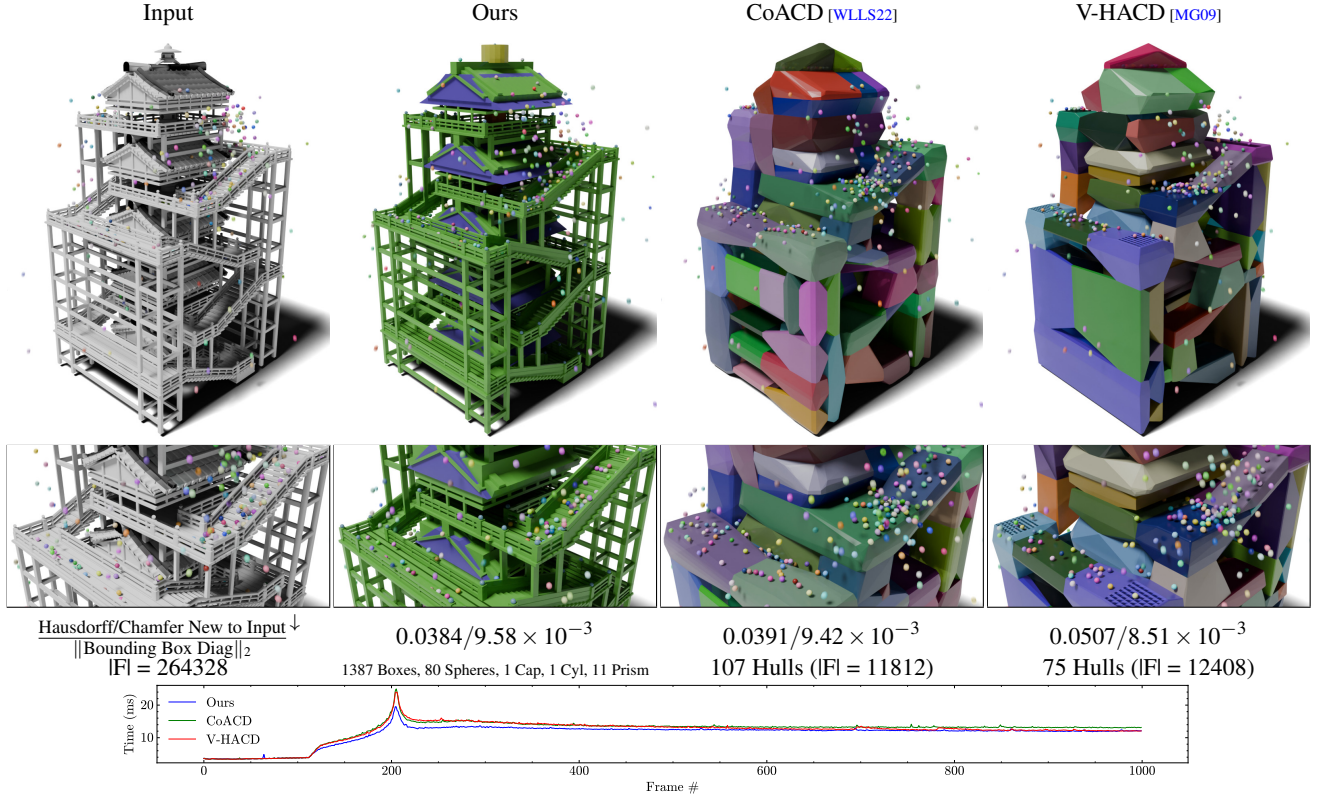 Input
Ours
CoACD [WLLS22]
V-HACD [MG09]
Hausdorff/Chamfer New to Input ↓
||Bounding Box Diag||₂
|F| = 264328
0.0384/9.58 × 10⁻³
1387 Boxes, 80 Spheres, 1 Cap, 1 Cyl, 11 Prism
0.0391/9.42 × 10⁻³
107 Hulls (|F| = 11812)
0.0507/8.51 × 10⁻³
75 Hulls (|F| = 12408)
Time (ms)
20
10
Ours
CoACD
V-HACD
0
200
400
600
800
1000
Frame #